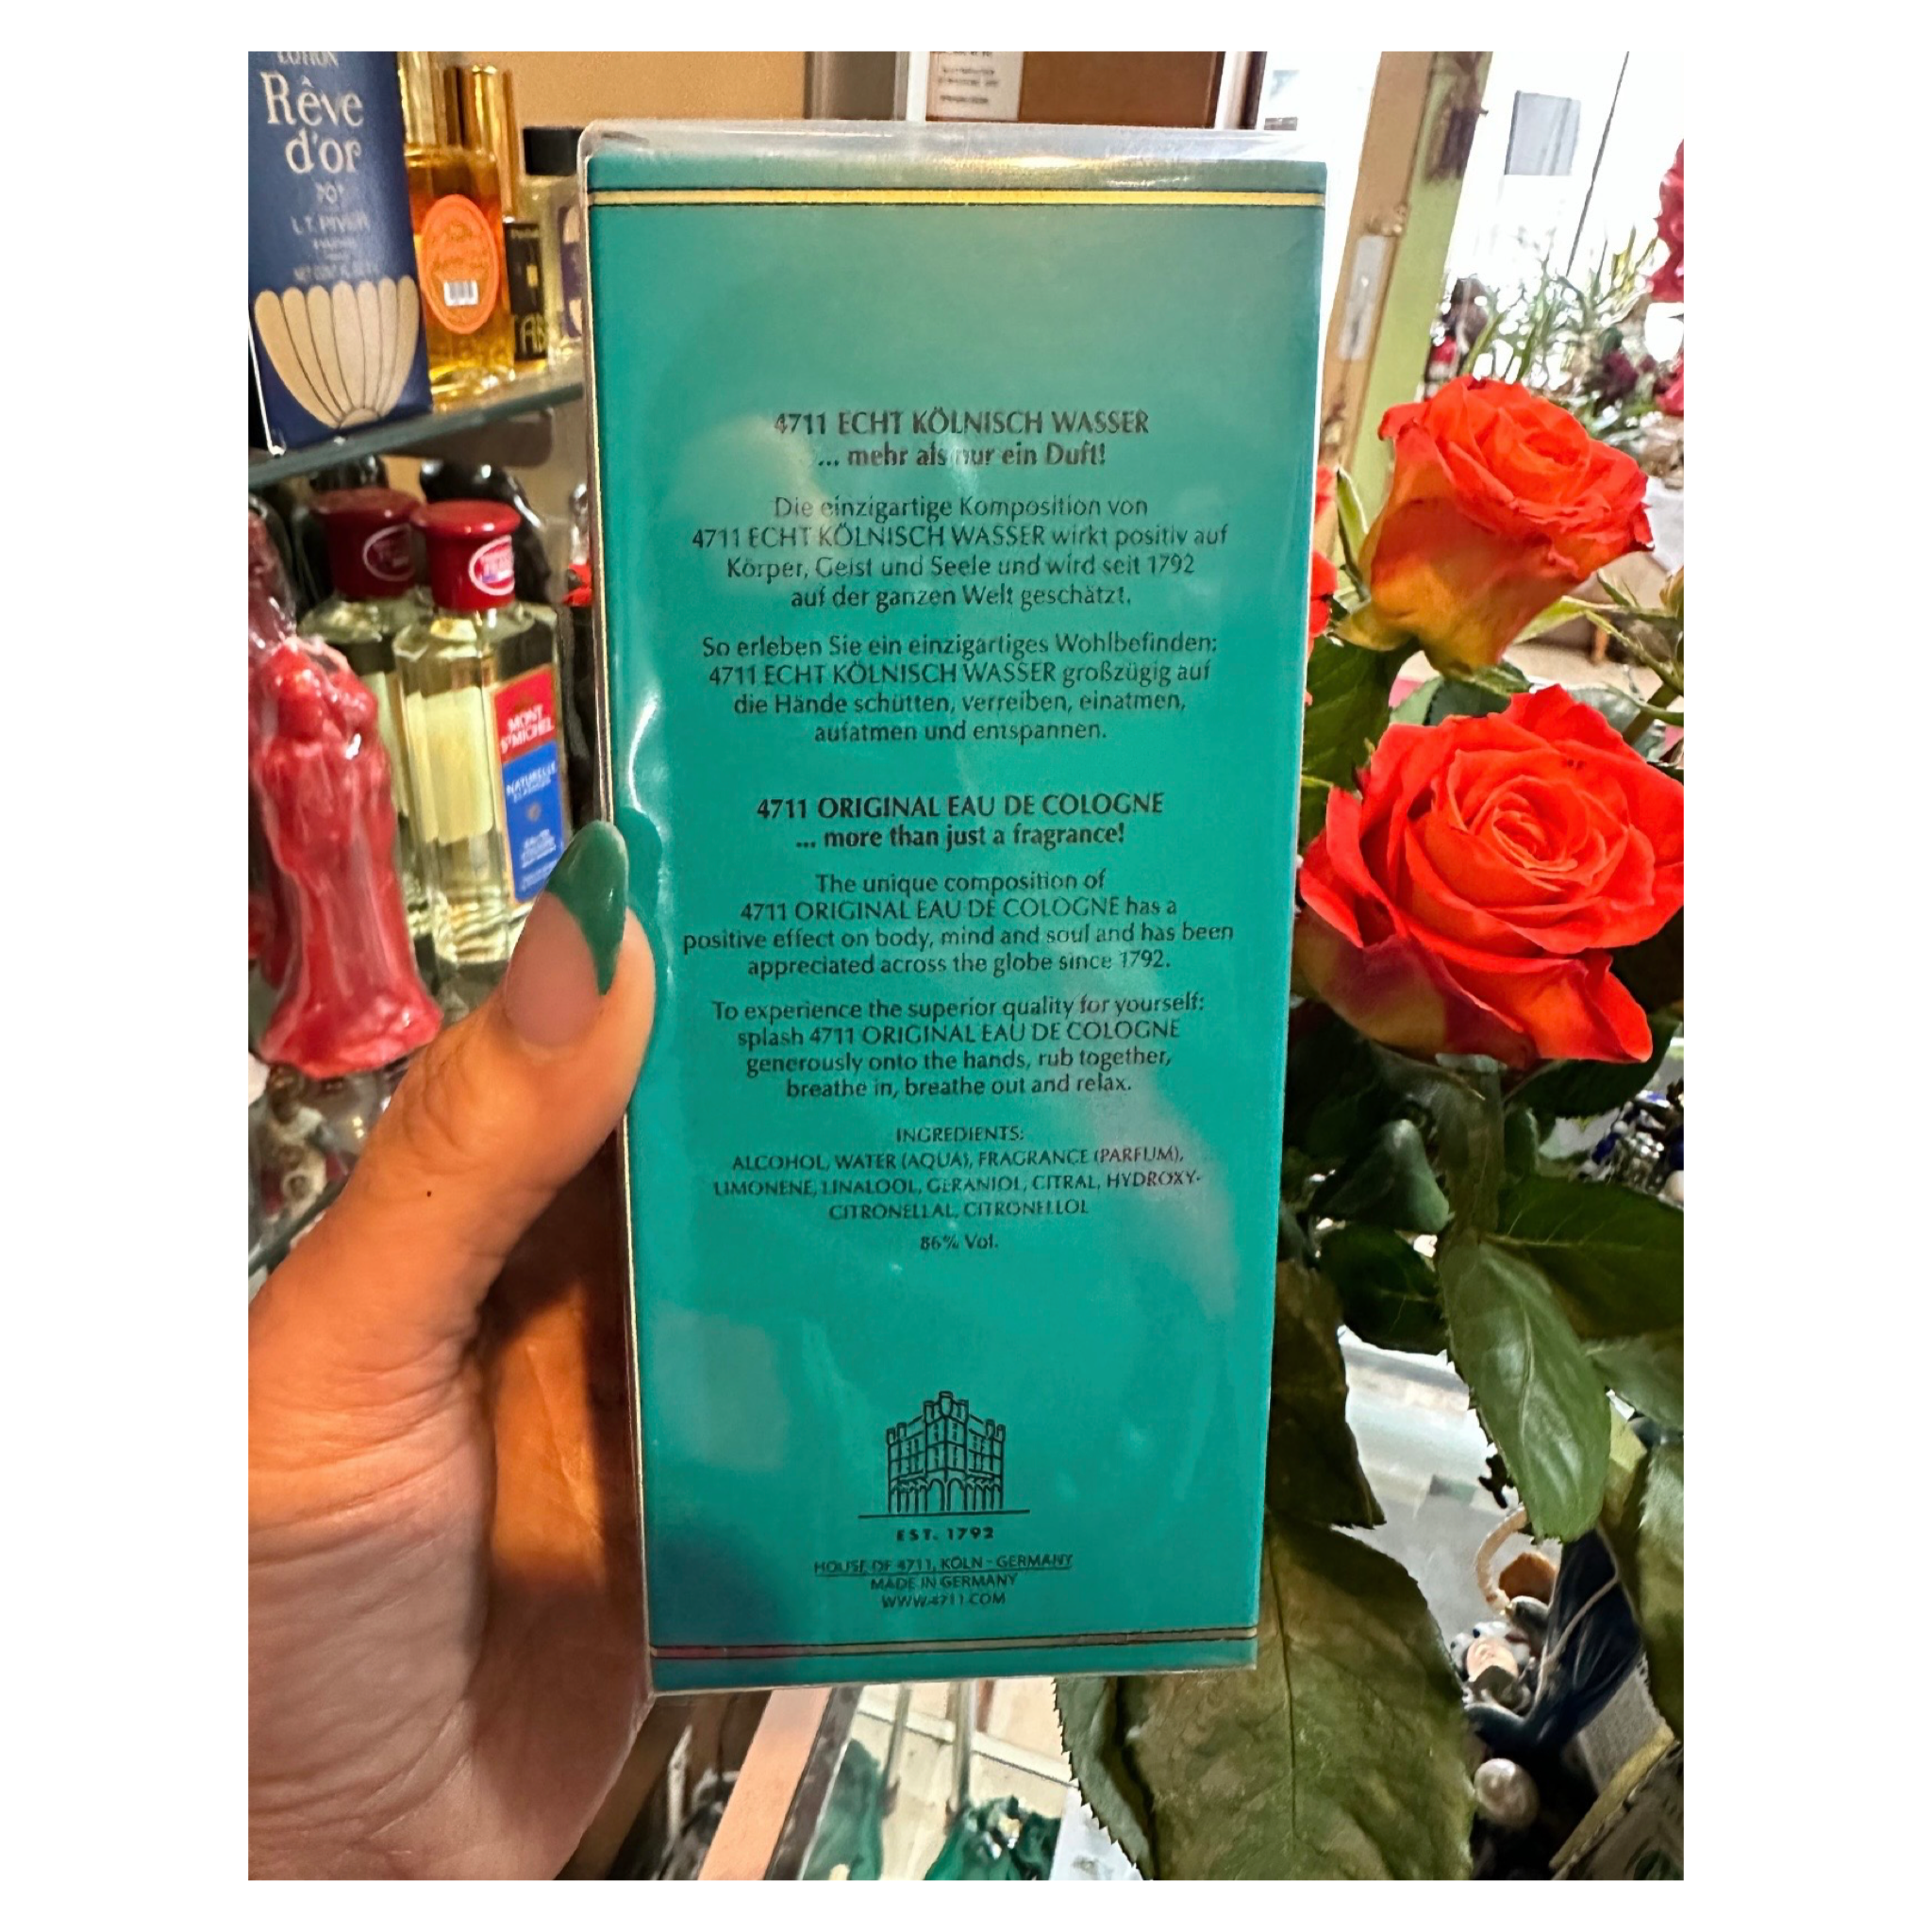 LOTION
Rêve
d'or
L.T. PIVER
MONT
ST MICHEL
NATURELLE
4711 ECHT KÖLNISCH WASSER
... mehr als nur ein Duft!
Die einzigartige Komposition von
4711 ECHT KÖLNISCH WASSER wirkt positiv auf
Körper, Geist und Seele und wird seit 1792
auf der ganzen Welt geschätzt.
So erleben Sie ein einzigartiges Wohlbefinden:
4711 ECHT KÖLNISCH WASSER großzügig auf
die Hände schütten, verreiben, einatmen,
aufatmen und entspannen.
4711 ORIGINAL EAU DE COLOGNE
... more than just a fragrance!
The unique composition of
4711 ORIGINAL EAU DE COLOGNE has a
positive effect on body, mind and soul and has been
appreciated across the globe since 1792.
To experience the superior quality for yourself:
splash 4711 ORIGINAL EAU DE COLOGNE
generously onto the hands, rub together,
breathe in, breathe out and relax.
INGREDIENTS:
ALCOHOL, WATER (AQUA), FRAGRANCE (PARFUM),
LIMONENE, LINALOOL, GERANIOL, CITRAL, HYDROXY-
CITRONELLAL, CITRONELLOL
86% Vol.
EST. 1792
HOUSE OF 4711, KÖLN - GERMANY
MADE IN GERMANY
WWW.4711.COM